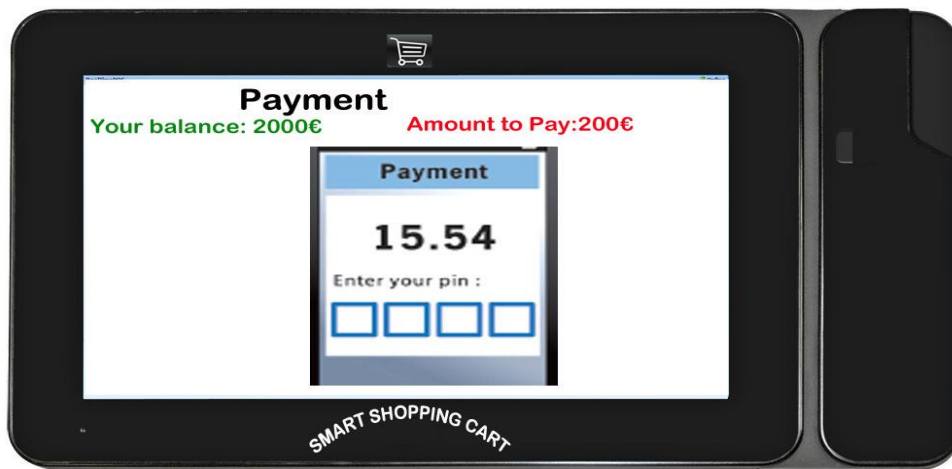 Payment
Your balance: 2000€ Amount to Pay:200€
Payment
15.54
Enter your pin :
SMART SHOPPING CART